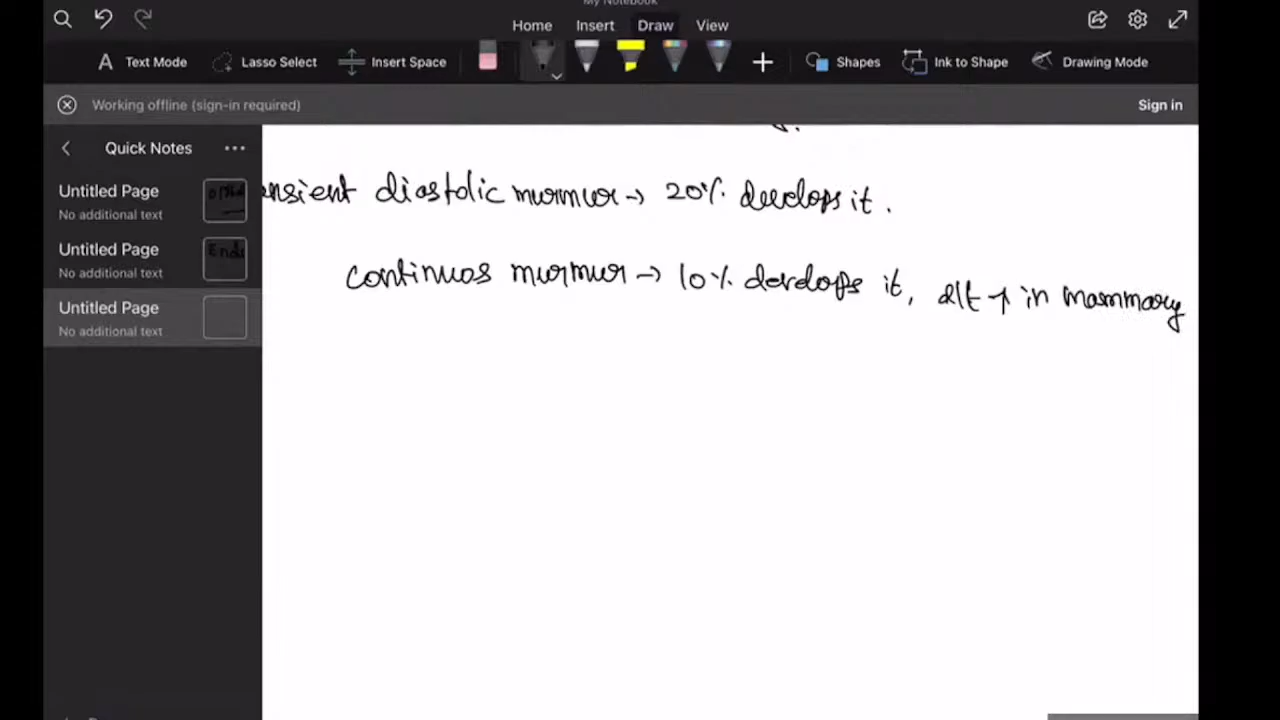 My Notebook
Home Insert Draw View
Text Mode Lasso Select Insert Space Shapes Ink to Shape Drawing Mode
Working offline (sign-in required) Sign in
Quick Notes
Untitled Page
No additional text
Untitled Page
No additional text
Untitled Page
No additional text
ansient diastolic murmur → 20% develops it.
continuos murmur → 10% develops it, d/t ↑ in mammary